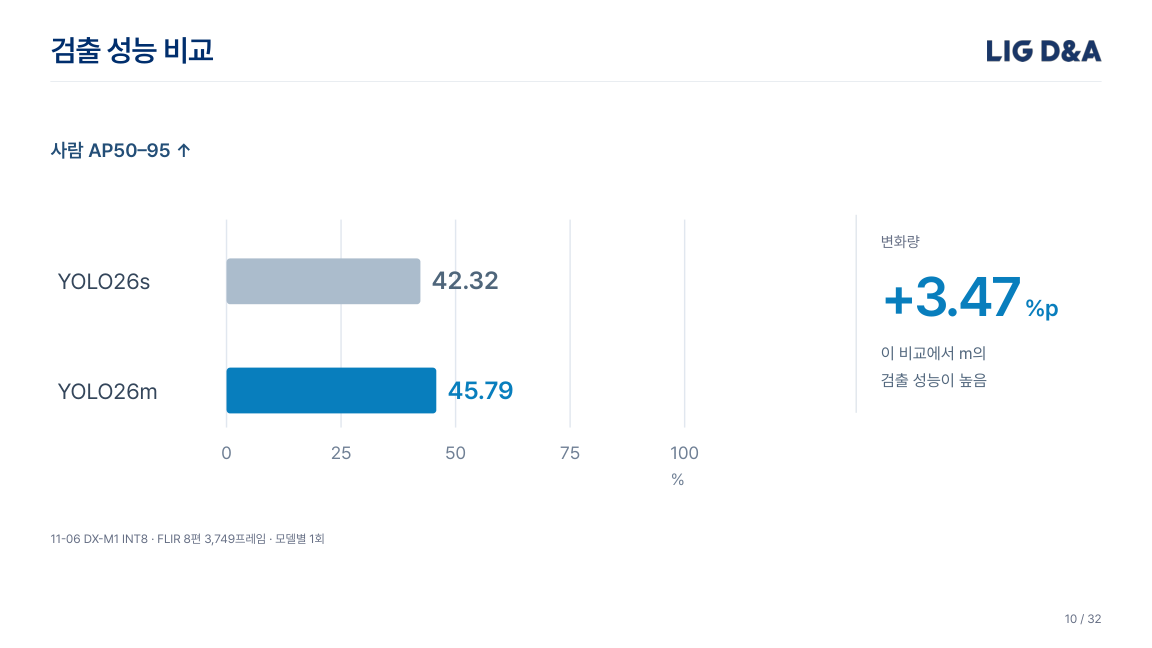 검출 성능 비교
LIG D&A
사람 AP50–95 ↑
YOLO26s
42.32
YOLO26m
45.79
0 25 50 75 100
%
변화량
+3.47 %p
이 비교에서 m의
검출 성능이 높음
11-06 DX-M1 INT8 · FLIR 8편 3,749프레임 · 모델별 1회
10 / 32